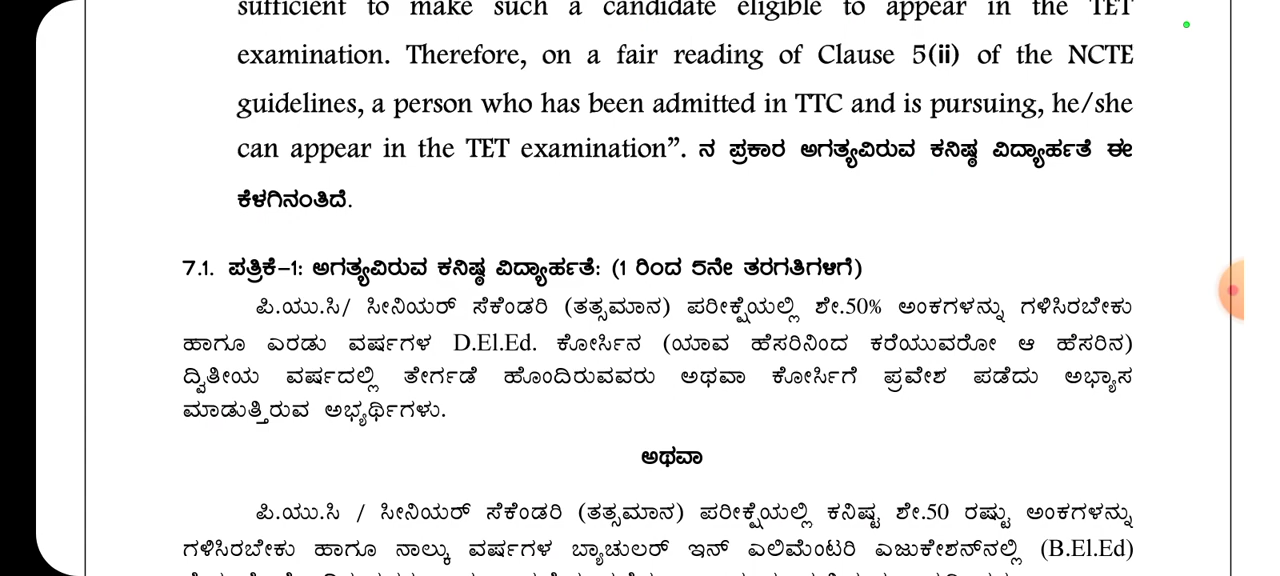 sufficient to make such a candidate eligible to appear in the TET
examination. Therefore, on a fair reading of Clause 5(ii) of the NCTE
guidelines, a person who has been admitted in TTC and is pursuing, he/she
can appear in the TET examination”. ನ ಪ್ರಕಾರ ಅಗತ್ಯವಿರುವ ಕನಿಷ್ಠ ವಿದ್ಯಾರ್ಹತೆ ಈ
ಕೆಳಗಿನಂತಿದೆ.
7.1. ಪತ್ರಿಕೆ–1: ಅಗತ್ಯವಿರುವ ಕನಿಷ್ಠ ವಿದ್ಯಾರ್ಹತೆ: (1 ರಿಂದ 5ನೇ ತರಗತಿಗಳಿಗೆ)
ಪಿ.ಯು.ಸಿ/ ಸೀನಿಯರ್ ಸೆಕೆಂಡರಿ (ತತ್ಸಮಾನ) ಪರೀಕ್ಷೆಯಲ್ಲಿ ಶೇ.50% ಅಂಕಗಳನ್ನು ಗಳಿಸಿರಬೇಕು
ಹಾಗೂ ಎರಡು ವರ್ಷಗಳ D.El.Ed. ಕೋರ್ಸಿನ (ಯಾವ ಹೆಸರಿನಿಂದ ಕರೆಯುವರೋ ಆ ಹೆಸರಿನ)
ದ್ವಿತೀಯ ವರ್ಷದಲ್ಲಿ ತೇರ್ಗಡೆ ಹೊಂದಿರುವವರು ಅಥವಾ ಕೋರ್ಸಿಗೆ ಪ್ರವೇಶ ಪಡೆದು ಅಭ್ಯಾಸ
ಮಾಡುತ್ತಿರುವ ಅಭ್ಯರ್ಥಿಗಳು.
ಅಥವಾ
ಪಿ.ಯು.ಸಿ / ಸೀನಿಯರ್ ಸೆಕೆಂಡರಿ (ತತ್ಸಮಾನ) ಪರೀಕ್ಷೆಯಲ್ಲಿ ಕನಿಷ್ಟ ಶೇ.50 ರಷ್ಟು ಅಂಕಗಳನ್ನು
ಗಳಿಸಿರಬೇಕು ಹಾಗೂ ನಾಲ್ಕು ವರ್ಷಗಳ ಬ್ಯಾಚುಲರ್ ಇನ್ ಎಲಿಮೆಂಟರಿ ಎಜುಕೇಶನ್‌ನಲ್ಲಿ (B.El.Ed)